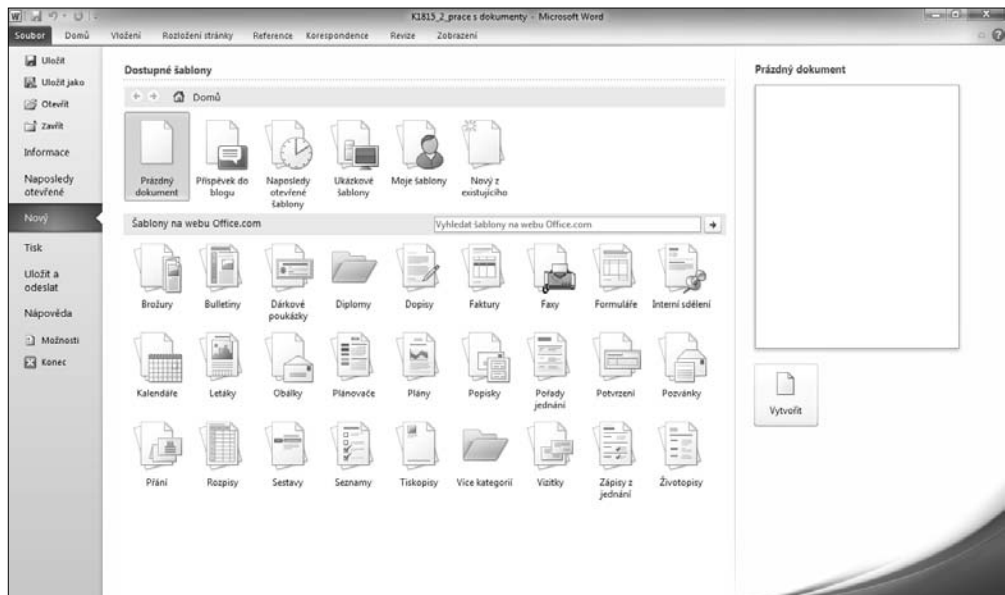 K1815_2_prace s dokumenty - Microsoft Word
Soubor Domů Vložení Rozložení stránky Reference Korespondence Revize Zobrazení
Uložit
Uložit jako
Otevřít
Zavřít
Informace
Naposledy
otevřené
Nový
Tisk
Uložit a
odeslat
Nápověda
Možnosti
Konec
Dostupné šablony
Domů
Prázdný
dokument
Příspěvek do
blogu
Naposledy
otevřené
šablony
Ukázkové
šablony
Moje šablony
Nový z
existujícího
Šablony na webu Office.com
Vyhledat šablony na webu Office.com
Brožury
Bulletiny
Dárkové
poukázky
Diplomy
Dopisy
Faktury
Faxy
Formuláře
Interní sdělení
Kalendáře
Letáky
Obálky
Plánovače
Plány
Popisky
Pořady
jednání
Potvrzení
Pozvánky
Přání
Rozpisy
Sestavy
Seznamy
Tiskopisy
Více kategorií
Vizitky
Zápisy z
jednání
Životopisy
Prázdný dokument
Vytvořit